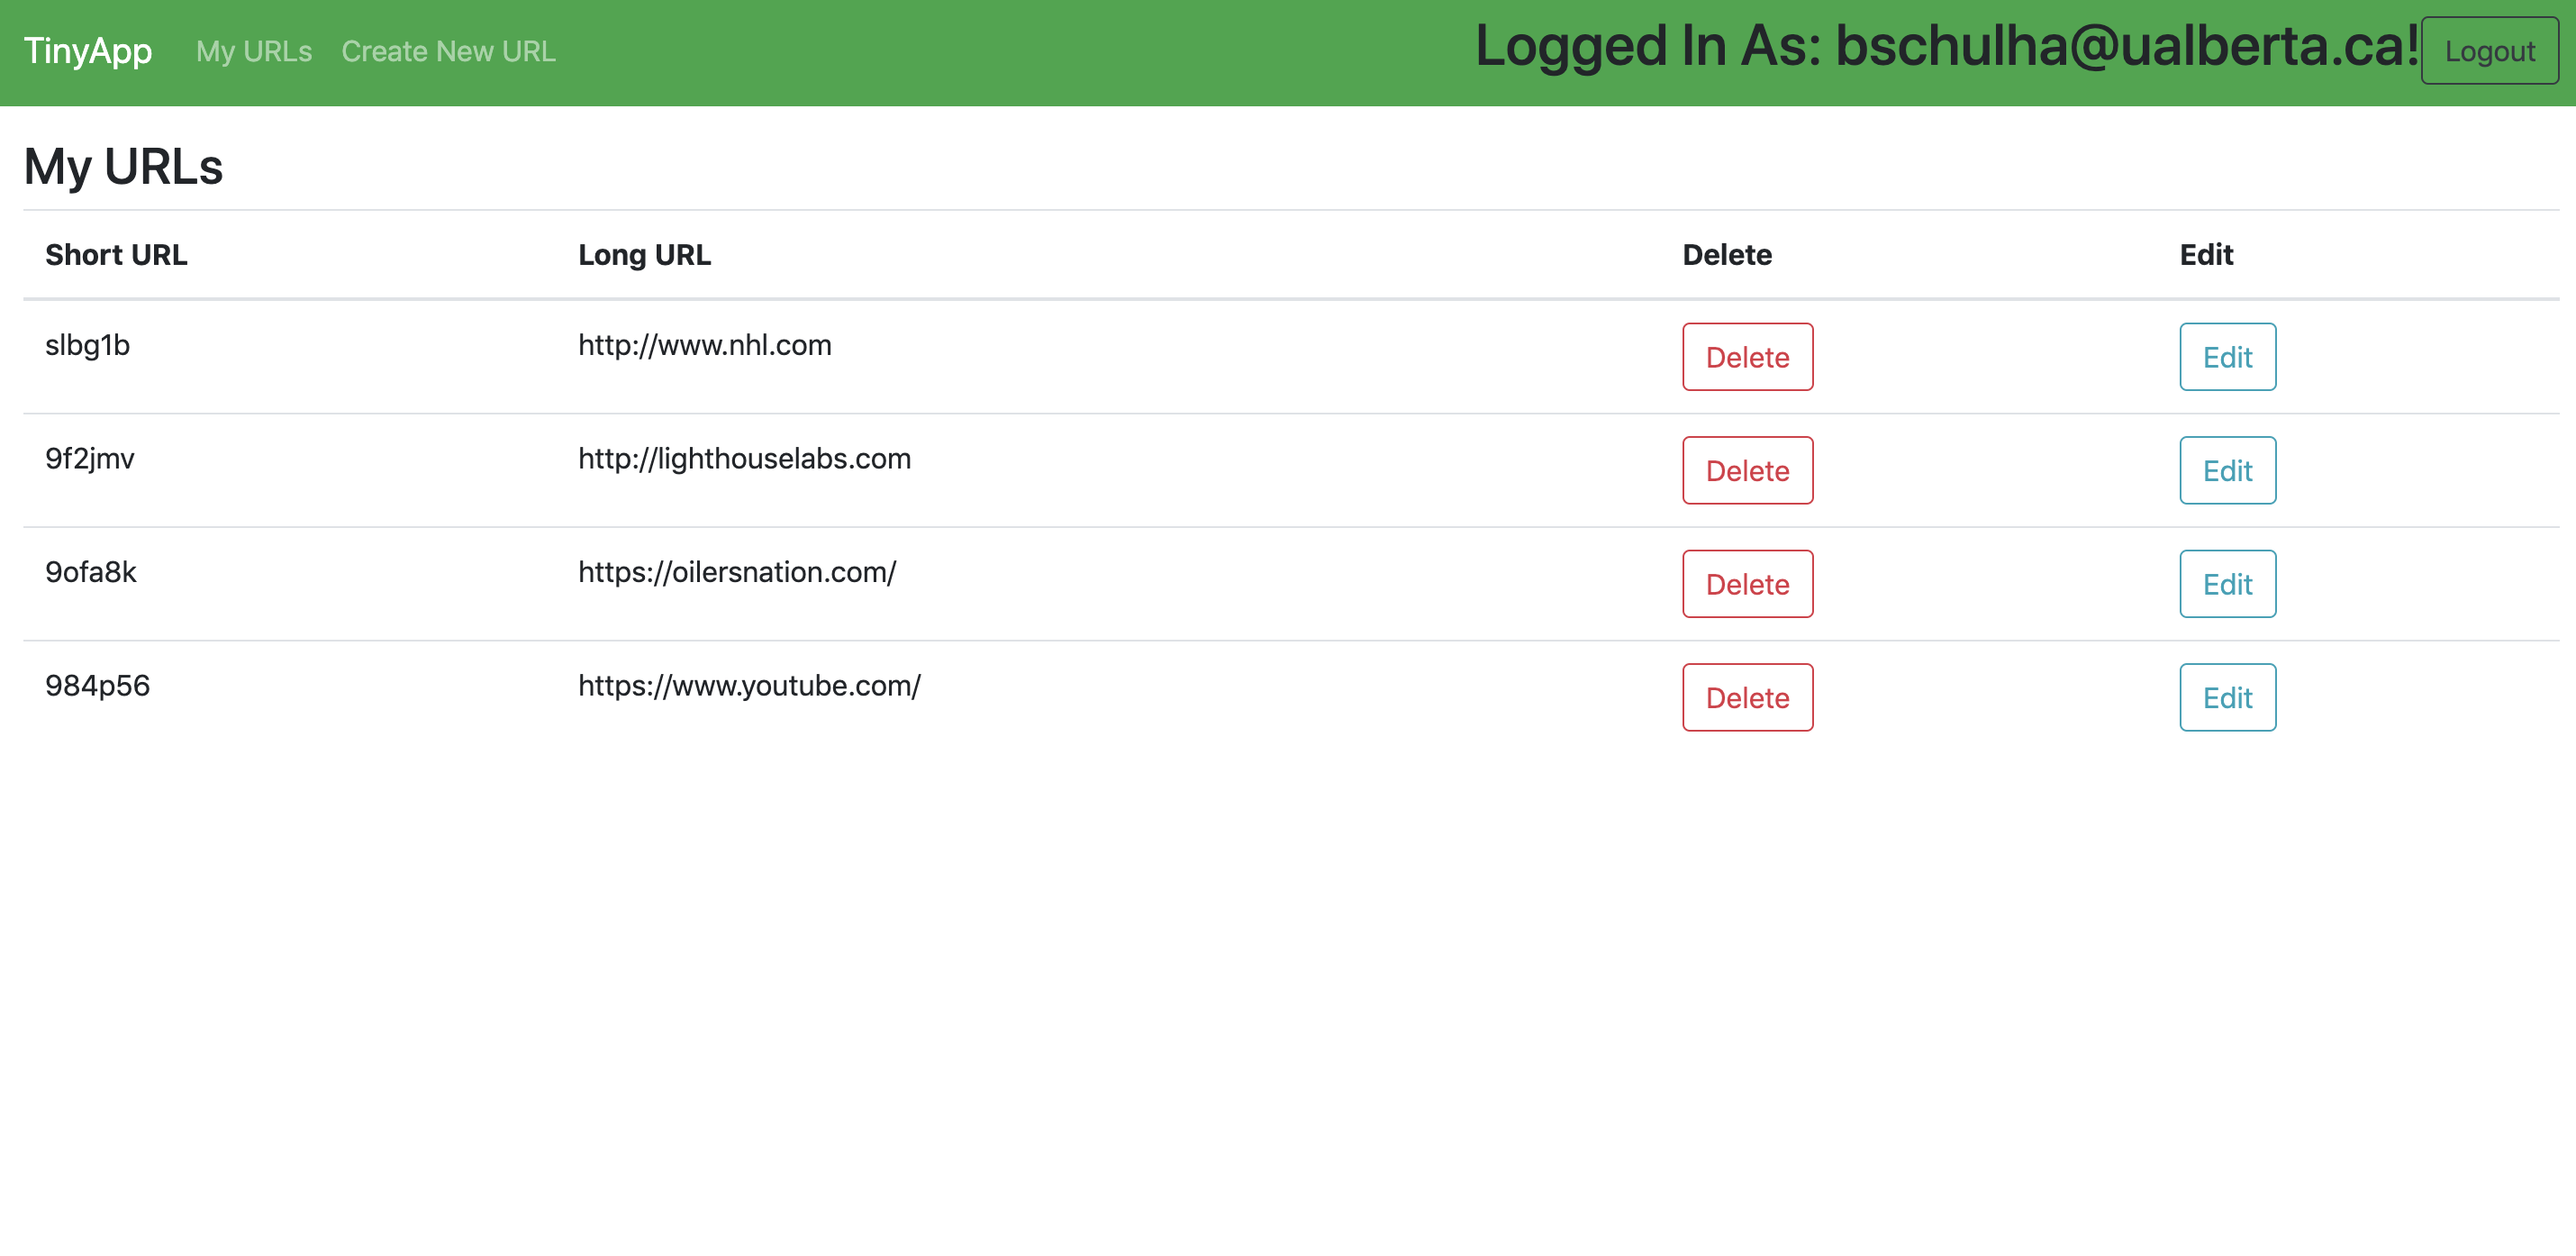 TinyApp My URLs Create New URL Logged In As: bschulha@ualberta.ca! Logout
My URLs
Short URL Long URL Delete Edit
slbg1b http://www.nhl.com Delete Edit
9f2jmv http://lighthouselabs.com Delete Edit
9ofa8k https://oilersnation.com/ Delete Edit
984p56 https://www.youtube.com/ Delete Edit